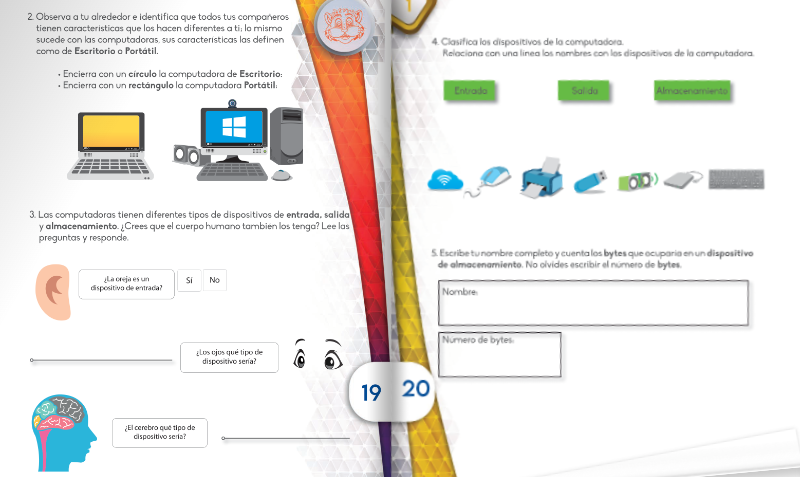 2. Observa a tu alrededor e identifica que todos tus compañeros
tienen características que los hacen diferentes a ti; lo mismo
sucede con las computadoras, sus características las definen
como de Escritorio o Portátil.
• Encierra con un círculo la computadora de Escritorio;
• Encierra con un rectángulo la computadora Portátil;
3. Las computadoras tienen diferentes tipos de dispositivos de entrada, salida
y almacenamiento. ¿Crees que el cuerpo humano tambien los tenga? Lee las
preguntas y responde.
¿La oreja es un
dispositivo de entrada?
Sí
No
¿Los ojos qué tipo de
dispositivo sería?
¿El cerebro qué tipo de
dispositivo sería?
19
4. Clasifica los dispositivos de la computadora.
Relaciona con una línea los nombres con los dispositivos de la computadora.
Entrada
Salida
Almacenamiento
5. Escribe tu nombre completo y cuenta los bytes que ocuparía en un dispositivo
de almacenamiento. No olvides escribir el número de bytes.
Nombre:
Número de bytes:
20